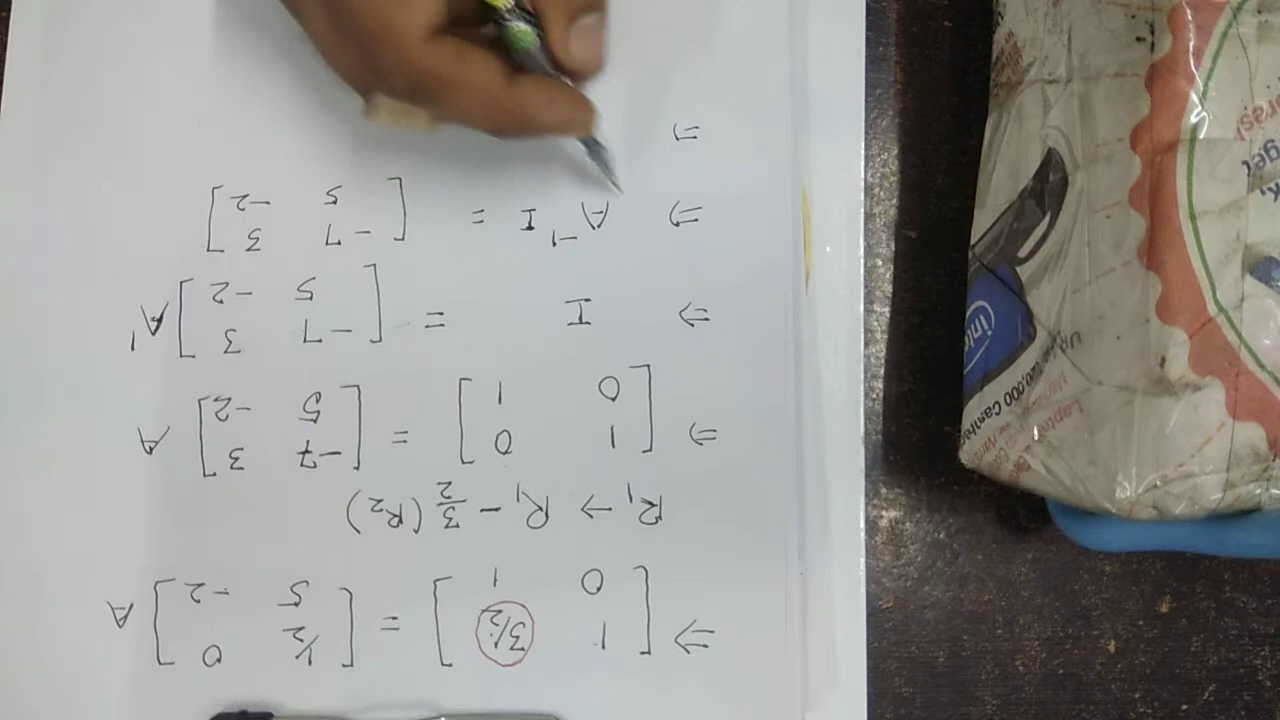 ⇒ [ 1 3/2 ] = [ 1/2 0 ] A
[ 0 1 ] [ 5 -2 ]
R₁ → R₁ - 3/2 (R₂)
⇒ [ 1 0 ] = [ -7 3 ] A
[ 0 1 ] [ 5 -2 ]
⇒ I = [ -7 3 ] A'
[ 5 -2 ]
⇒ A⁻¹ I = [ -7 3 ]
[ 5 -2 ]
⇒